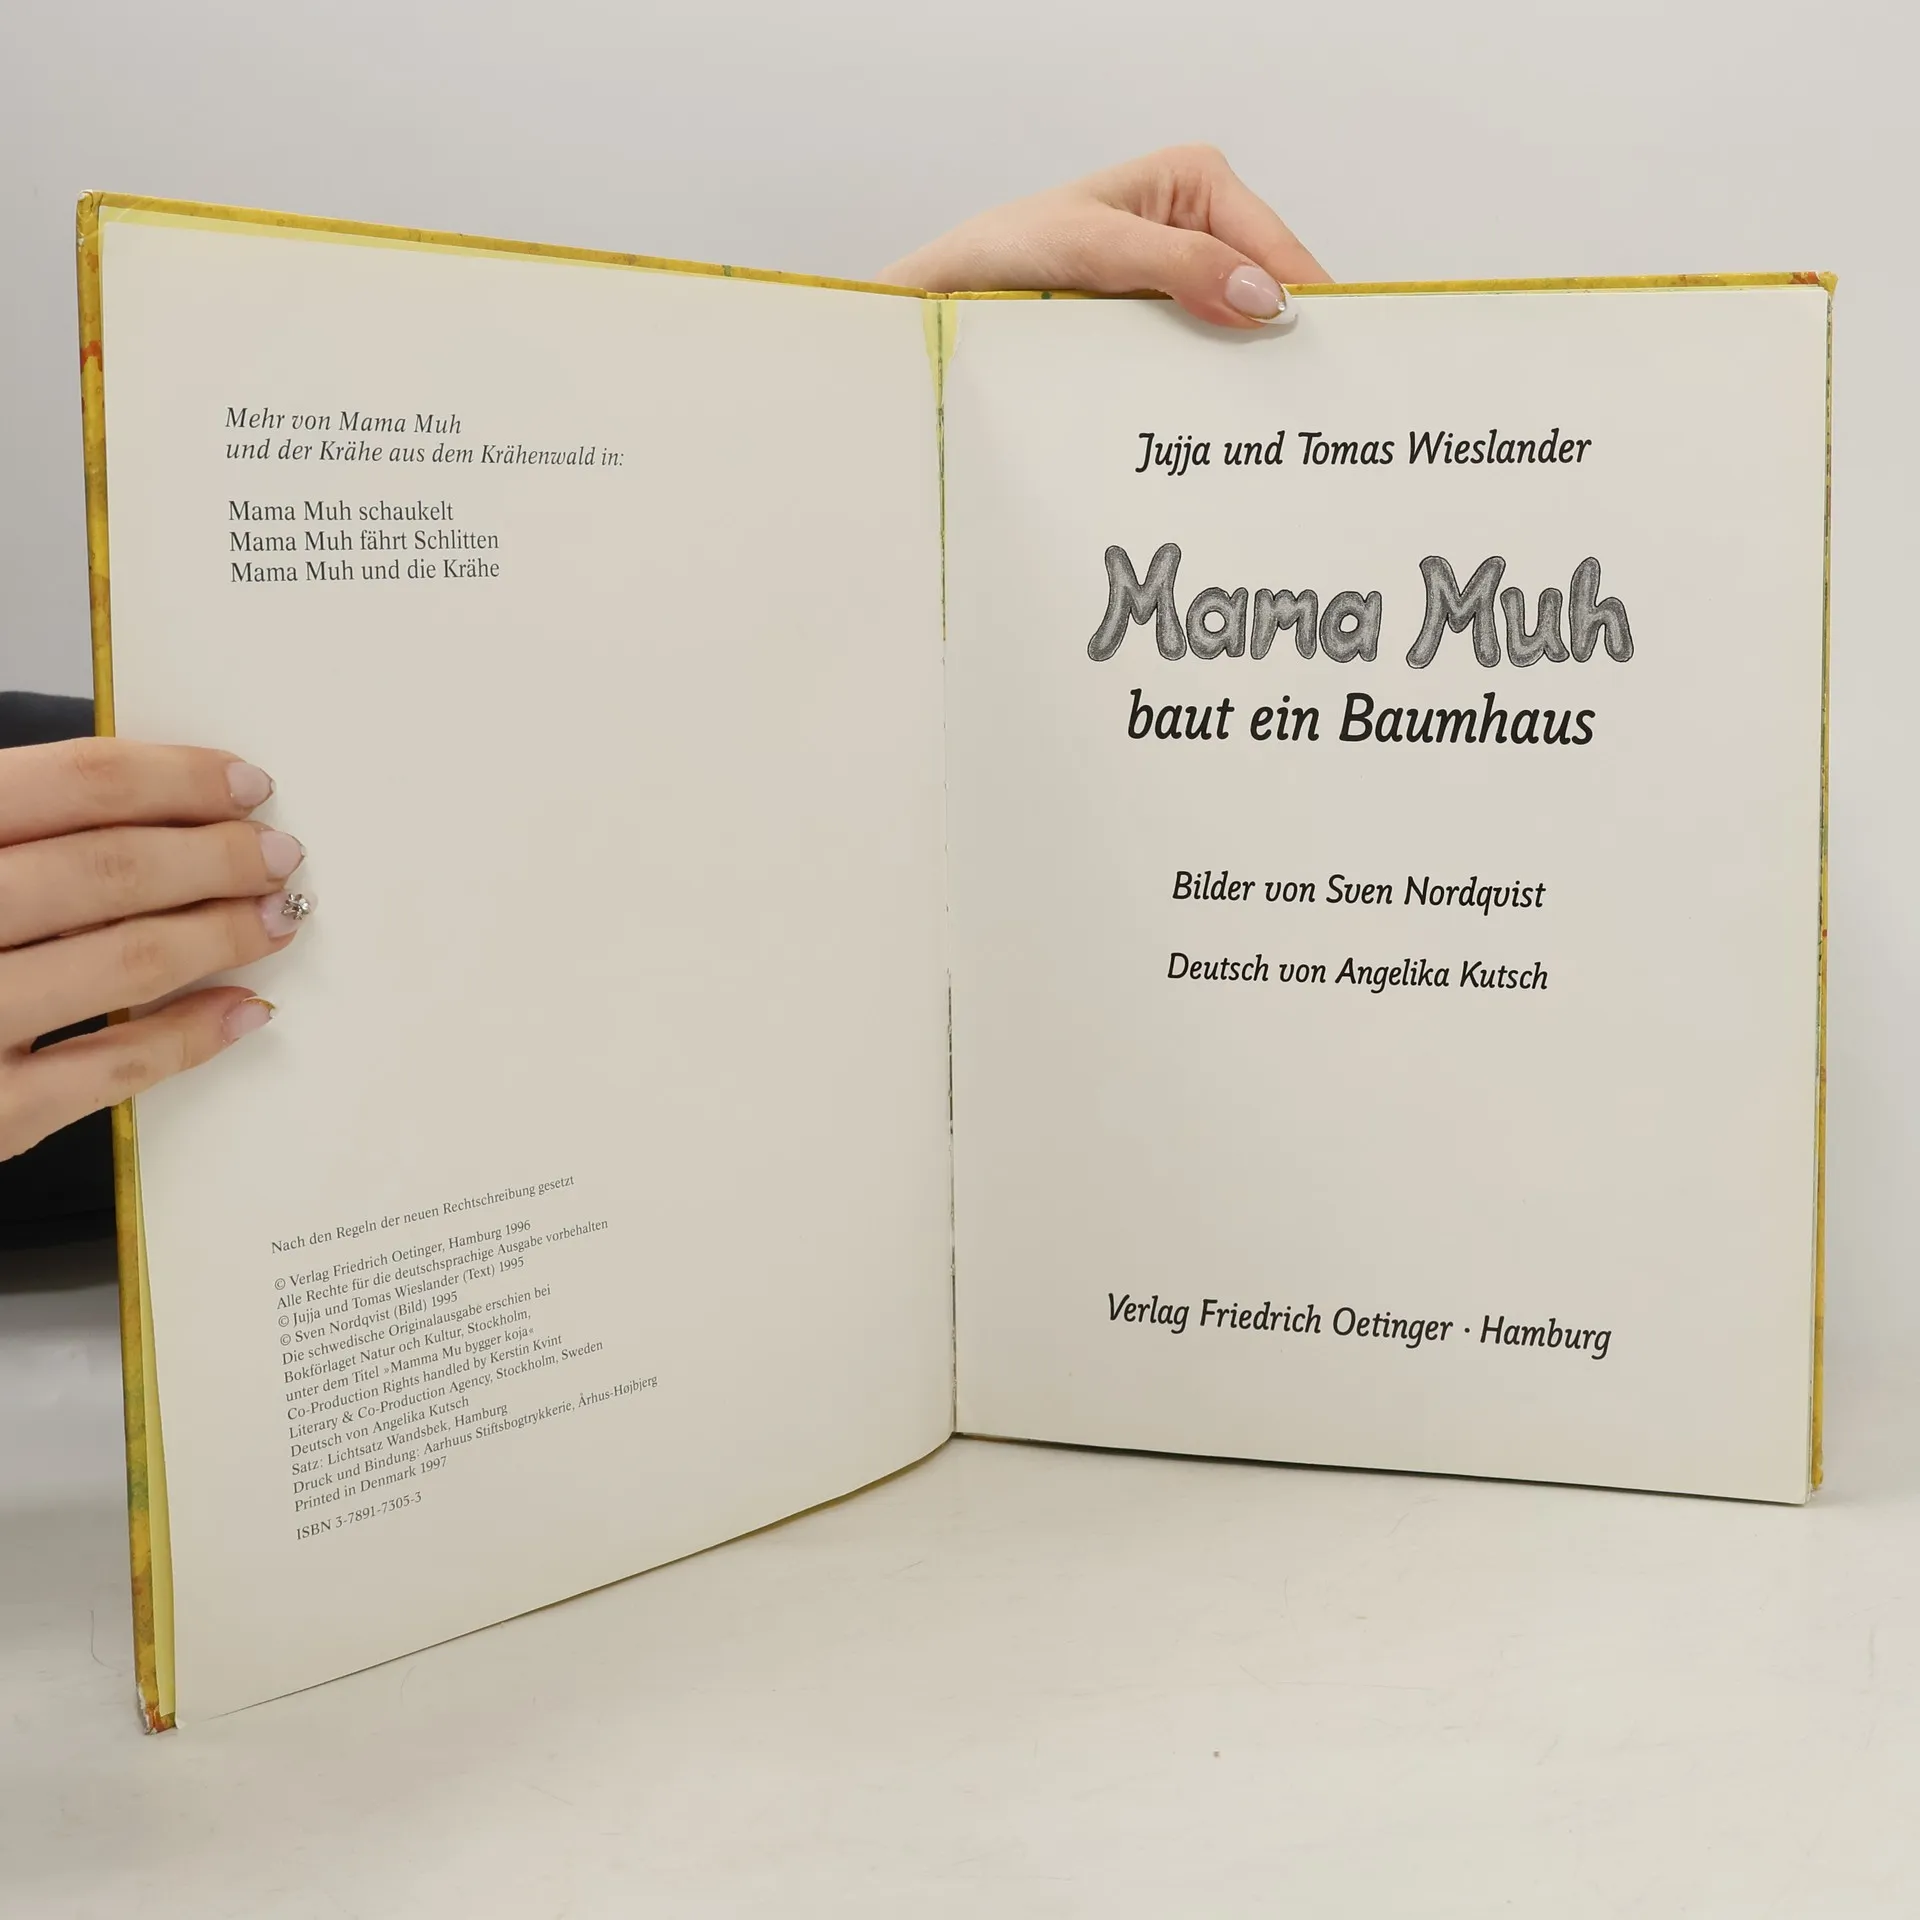 Mehr von Mama Muh
und der Krähe aus dem Krähenwald in:
Mama Muh schaukelt
Mama Muh fährt Schlitten
Mama Muh und die Krähe
Nach den Regeln der neuen Rechtschreibung gesetzt
© Verlag Friedrich Oetinger, Hamburg 1996
Alle Rechte für die deutschsprachige Ausgabe vorbehalten
© Jujja und Tomas Wieslander (Text) 1995
© Sven Nordqvist (Bild) 1995
Die schwedische Originalausgabe erschien bei
Bokförlaget Natur och Kultur, Stockholm,
unter dem Titel »Mamma Mu bygger koja«
Co-Production Rights handled by Kerstin Kvint
Literary & Co-Production Agency, Stockholm, Sweden
Deutsch von Angelika Kutsch
Satz: Lichtsatz Wandsbek, Hamburg
Druck und Bindung: Aarhuus Stiftsbogtrykkerie, Århus-Højbjerg
Printed in Denmark 1997
ISBN 3-7891-7305-3
Jujja und Tomas Wieslander
Mama Muh
baut ein Baumhaus
Bilder von Sven Nordqvist
Deutsch von Angelika Kutsch
Verlag Friedrich Oetinger · Hamburg